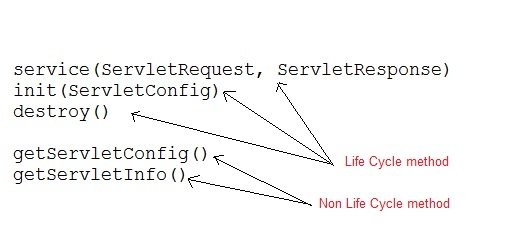 service(ServletRequest, ServletResponse)
init(ServletConfig)
destroy()
getServletConfig()
Life Cycle method
getServletInfo()
Non Life Cycle method